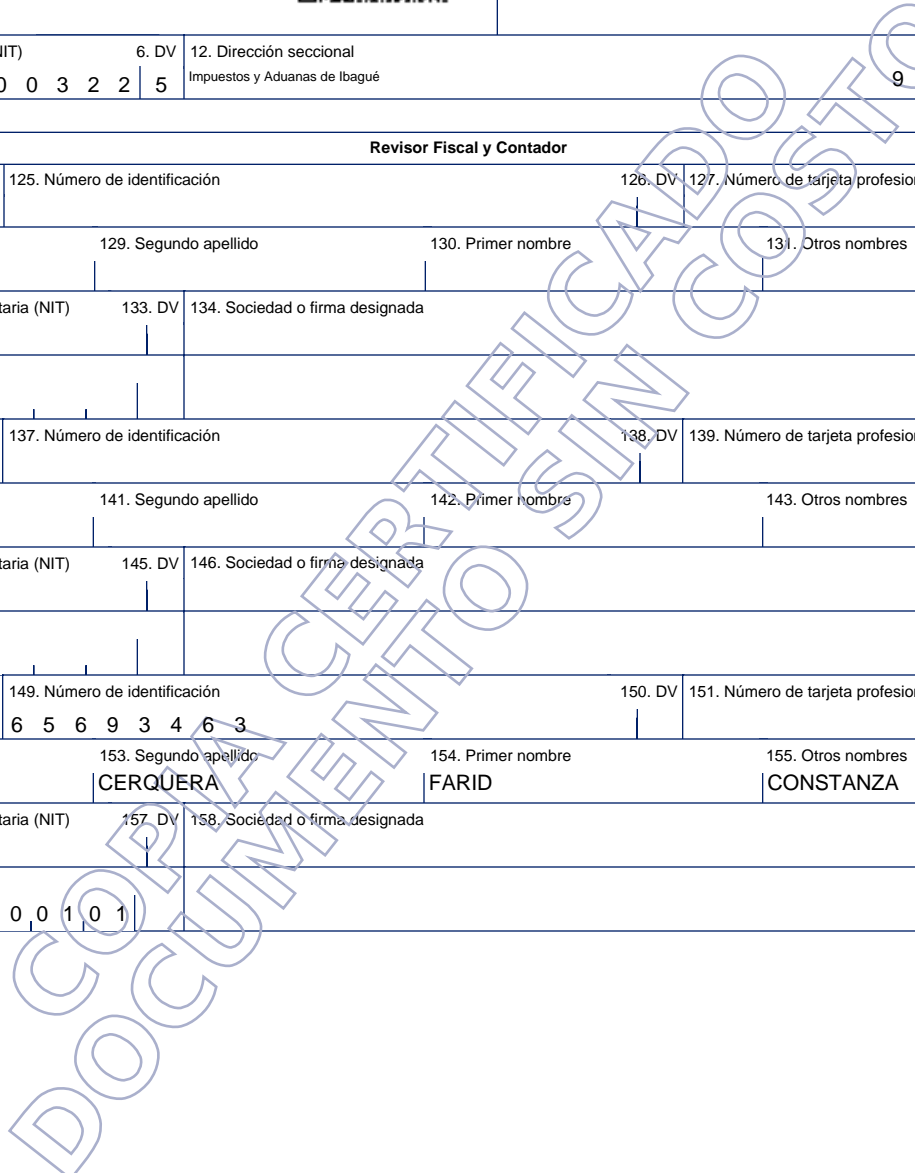 NIT) 6. DV 12. Dirección seccional
0 0 3 2 2 5 Impuestos y Aduanas de Ibagué 9
Revisor Fiscal y Contador
125. Número de identificación 126. DV 127. Número de tarjeta profesion
129. Segundo apellido 130. Primer nombre 131. Otros nombres
taria (NIT) 133. DV 134. Sociedad o firma designada
137. Número de identificación 138. DV 139. Número de tarjeta profesion
141. Segundo apellido 142. Primer nombre 143. Otros nombres
taria (NIT) 145. DV 146. Sociedad o firma designada
149. Número de identificación 150. DV 151. Número de tarjeta profesion
6 5 6 9 3 4 6 3
153. Segundo apellido 154. Primer nombre 155. Otros nombres
CERQUERA FARID CONSTANZA
taria (NIT) 157. DV 158. Sociedad o firma designada
0 0 1 0 1
COPIA CERTIFICADO
DOCUMENTO SIN COSTO